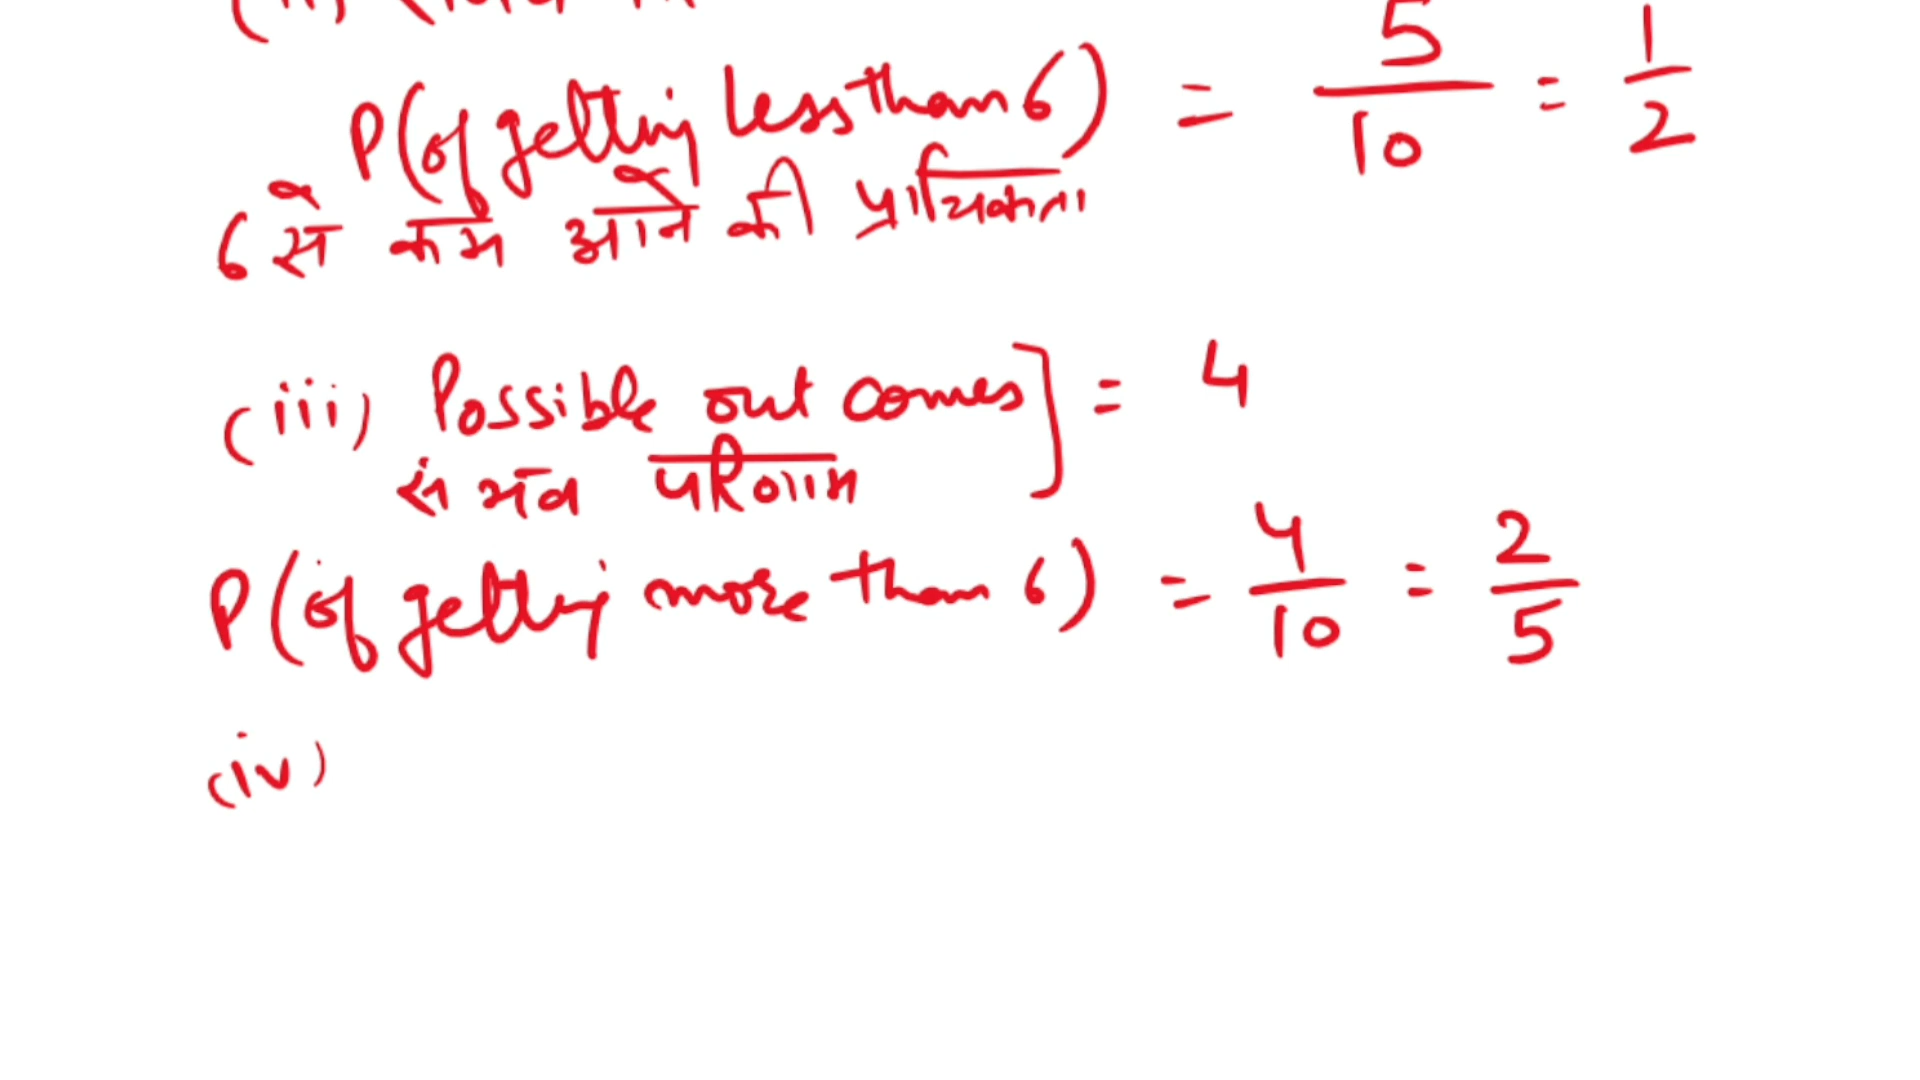 (ii)
P(of getting less than 6) = 5/10 = 1/2
6 से कम आने की प्रायिकता
(iii) Possible out comes] = 4
संभव परिणाम
P(of getting more than 6) = 4/10 = 2/5
(iv)